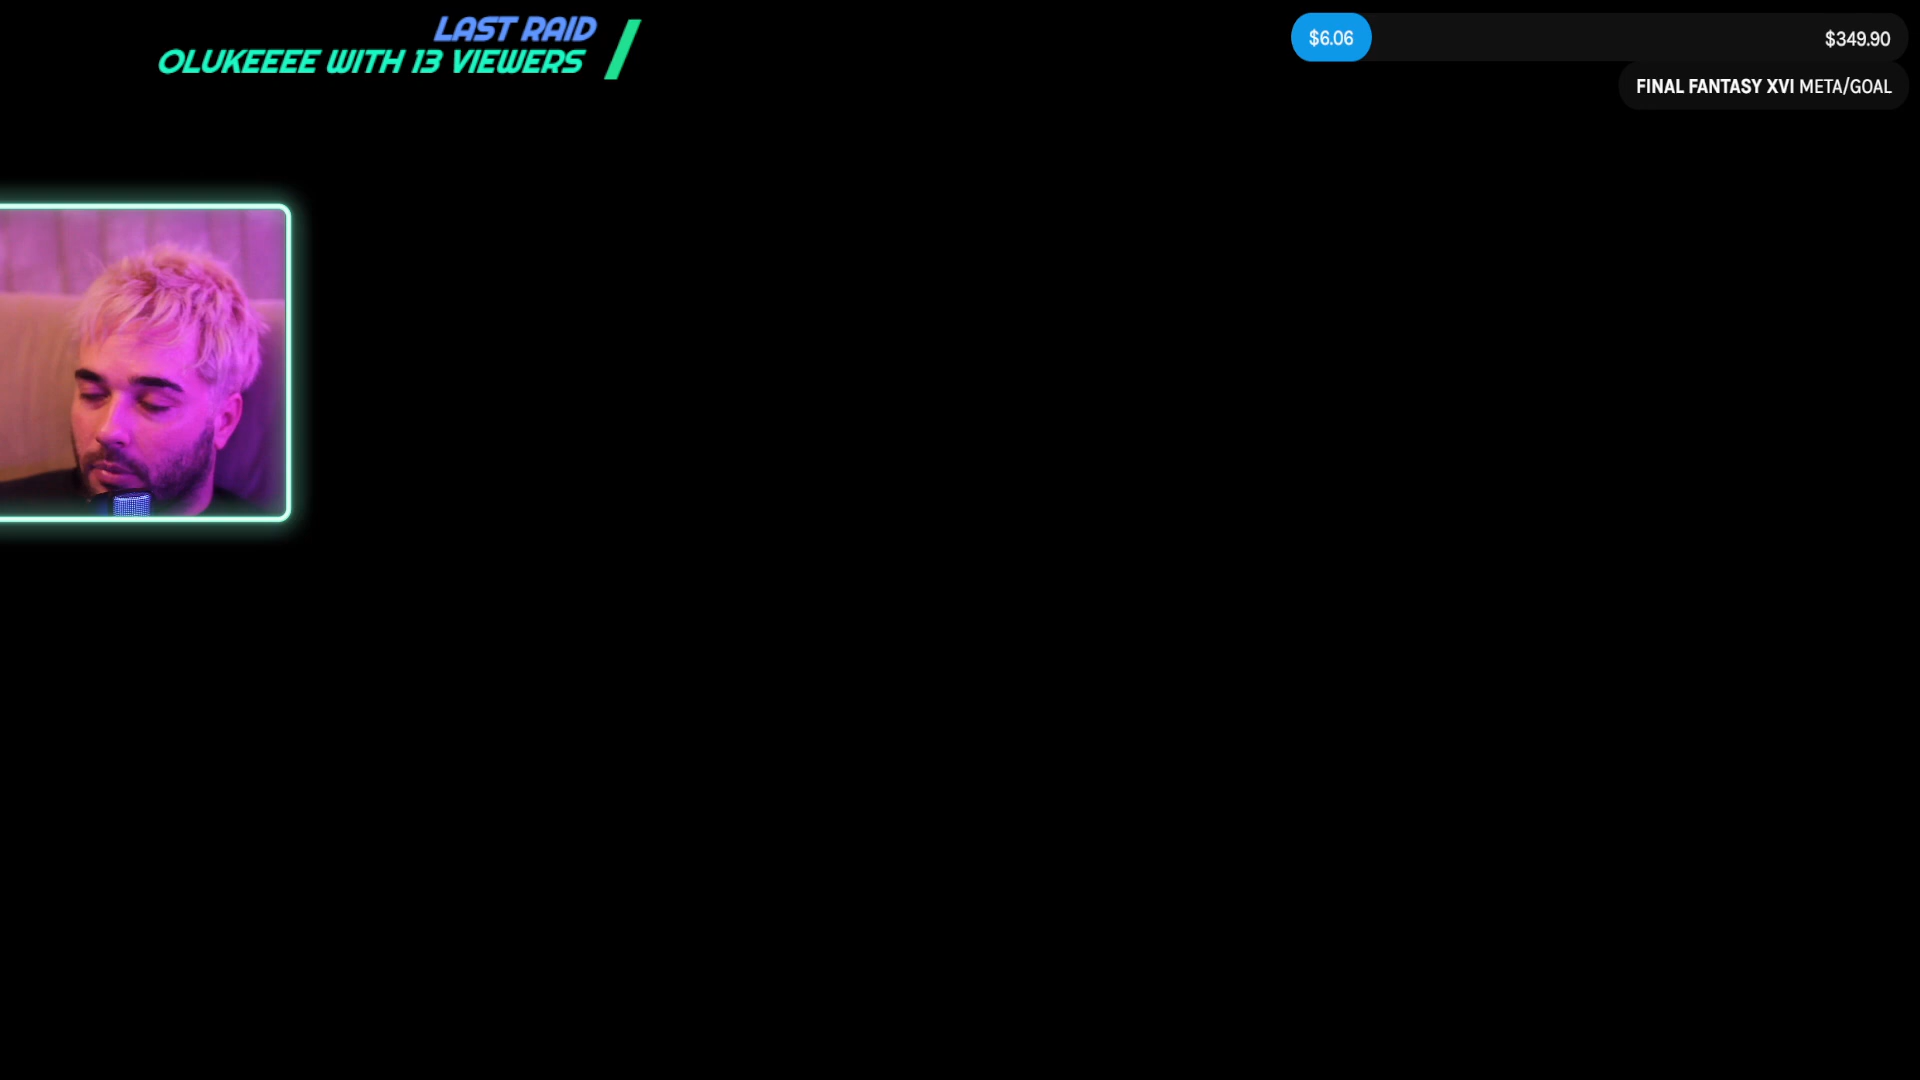 LAST RAID
OLUKEEEE WITH 13 VIEWERS
$6.06
$349.90
FINAL FANTASY XVI META/GOAL